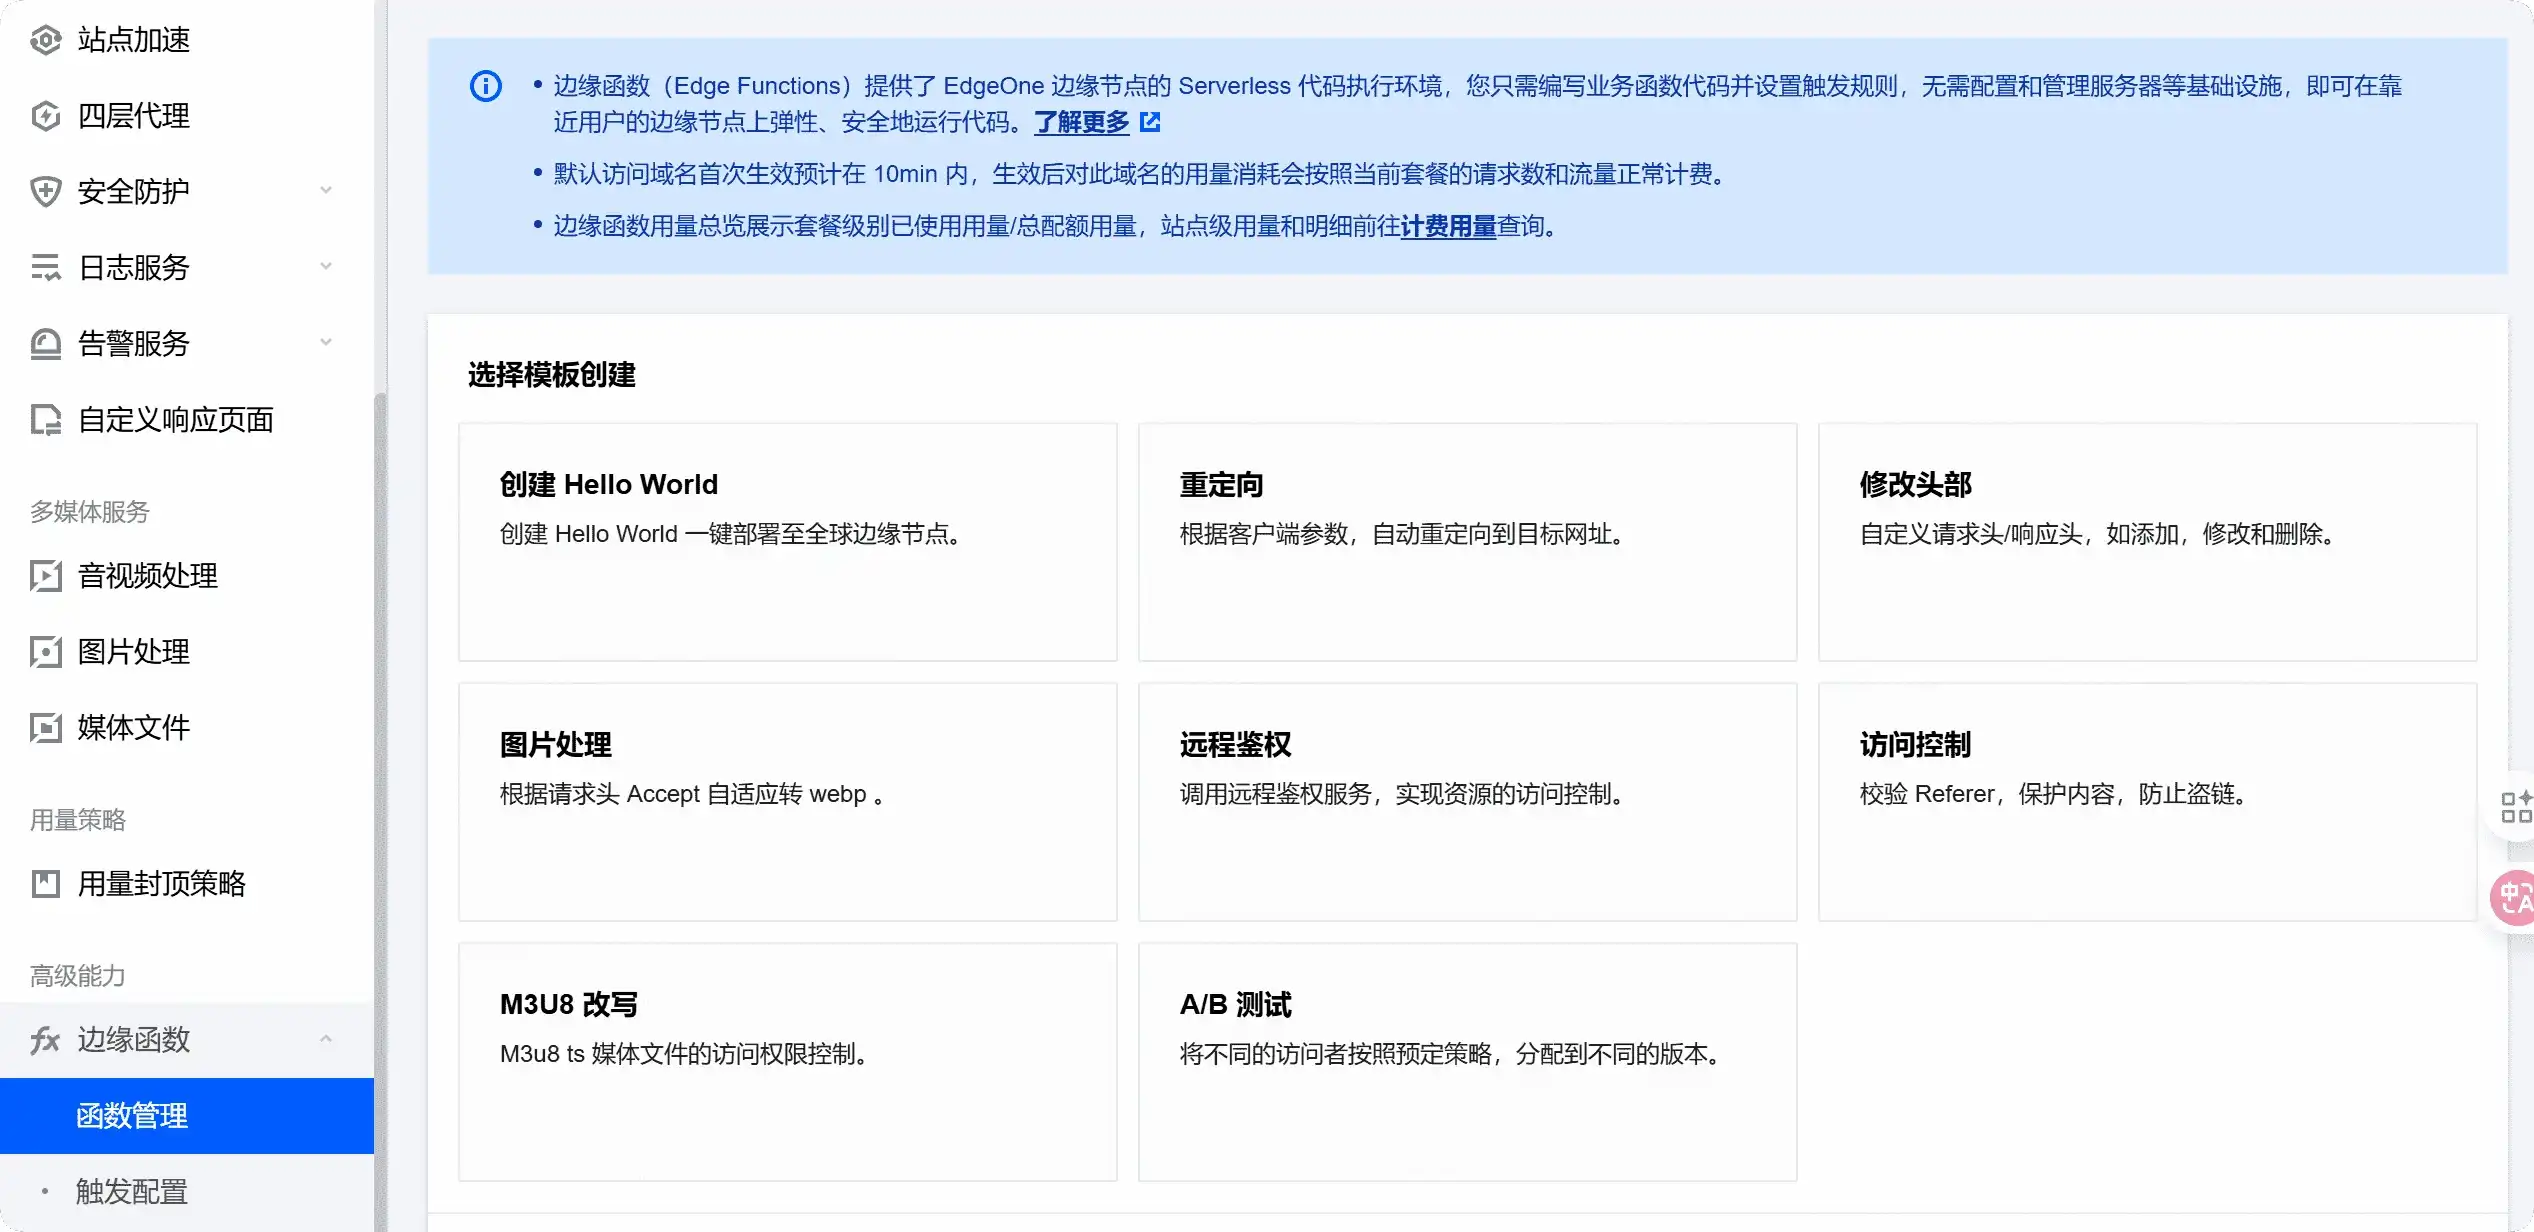 站点加速
四层代理
安全防护
日志服务
告警服务
自定义响应页面
多媒体服务
音视频处理
图片处理
媒体文件
用量策略
用量封顶策略
高级能力
fx 边缘函数
函数管理
• 触发配置
• 边缘函数（Edge Functions）提供了 EdgeOne 边缘节点的 Serverless 代码执行环境，您只需编写业务函数代码并设置触发规则，无需配置和管理服务器等基础设施，即可在靠
近用户的边缘节点上弹性、安全地运行代码。了解更多
• 默认访问域名首次生效预计在 10min 内，生效后对此域名的用量消耗会按照当前套餐的请求数和流量正常计费。
• 边缘函数用量总览展示套餐级别已使用用量/总配额用量，站点级用量和明细前往计费用量查询。
选择模板创建
创建 Hello World
创建 Hello World 一键部署至全球边缘节点。
重定向
根据客户端参数，自动重定向到目标网址。
修改头部
自定义请求头/响应头，如添加，修改和删除。
图片处理
根据请求头 Accept 自适应转 webp 。
远程鉴权
调用远程鉴权服务，实现资源的访问控制。
访问控制
校验 Referer，保护内容，防止盗链。
M3U8 改写
M3u8 ts 媒体文件的访问权限控制。
A/B 测试
将不同的访问者按照预定策略，分配到不同的版本。
中A